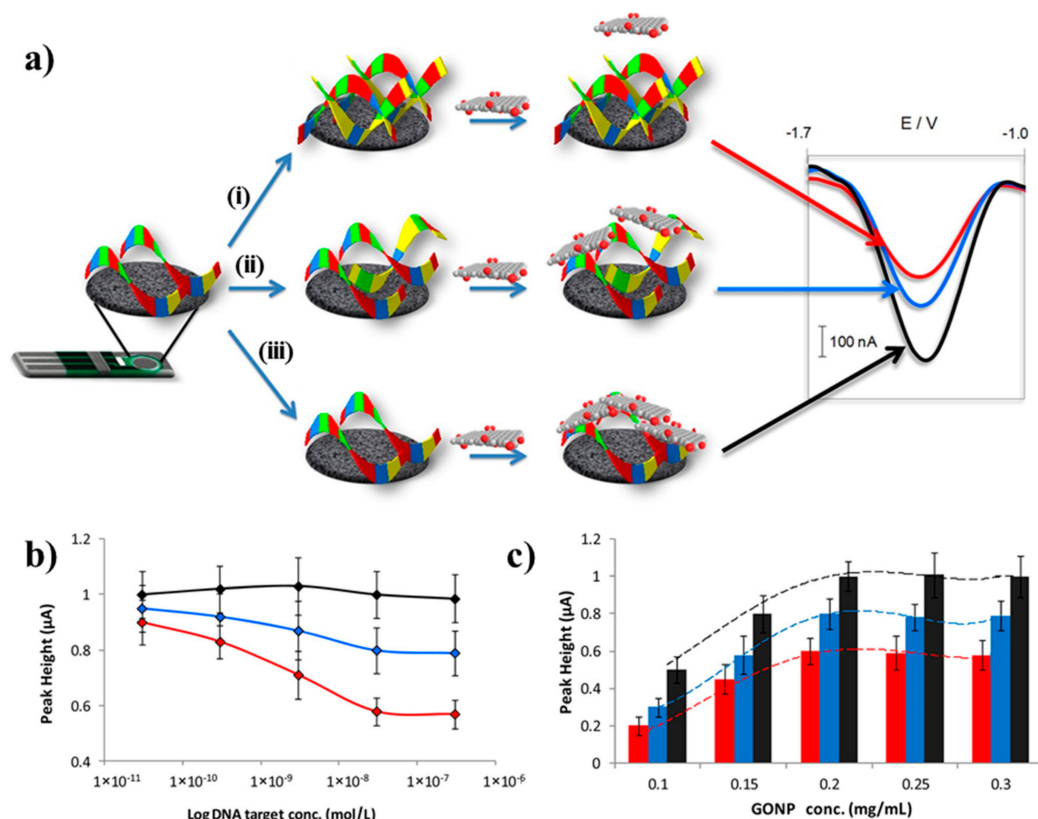 a)
(i)
(ii)
(iii)
-1.7 E / V -1.0
100 nA
b)
Peak Height (µA)
1.2
1
0.8
0.6
0.4
1×10-11 1×10-10 1×10-9 1×10-8 1×10-7 1×10-6
Log DNA target conc. (mol/L)
c)
Peak Height (µA)
1.2
1
0.8
0.6
0.4
0.2
0
0.1 0.15 0.2 0.25 0.3
GONP conc. (mg/mL)